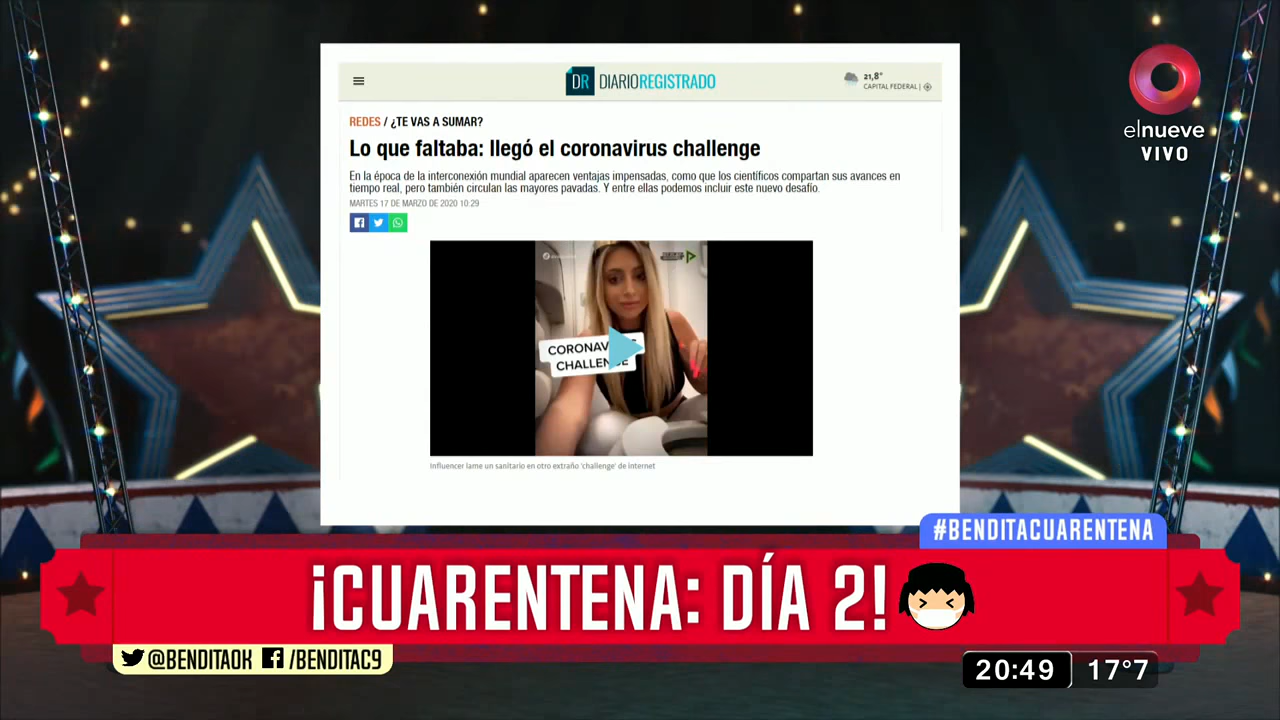 DR DIARIOREGISTRADO
21,8°
CAPITAL FEDERAL |
REDES / ¿TE VAS A SUMAR?
Lo que faltaba: llegó el coronavirus challenge
En la época de la interconexión mundial aparecen ventajas impensadas, como que los científicos compartan sus avances en
tiempo real, pero también circulan las mayores pavadas. Y entre ellas podemos incluir este nuevo desafío.
MARTES 17 DE MARZO DE 2020 10:29
CHALLENGE
Influencer lame un sanitario en otro extraño 'challenge' de internet
elnueve
VIVO
#BENDITACUARENTENA
¡CUARENTENA: DÍA 2!
@BENDITAOK /BENDITAC9
20:49 17°7